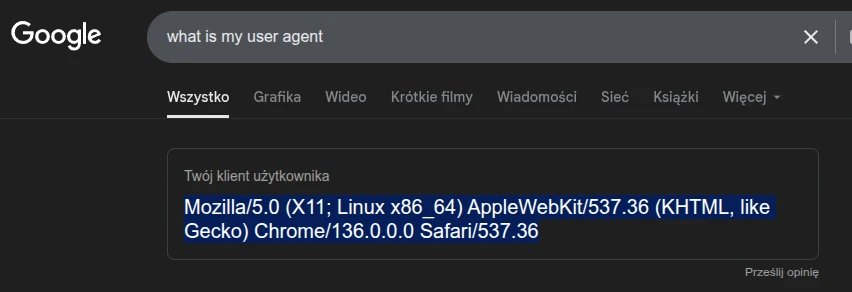 Google
what is my user agent
Wszystko Grafika Wideo Krótkie filmy Wiadomości Sieć Książki Więcej
Twój klient użytkownika
Mozilla/5.0 (X11; Linux x86_64) AppleWebKit/537.36 (KHTML, like
Gecko) Chrome/136.0.0.0 Safari/537.36
Prześlij opinię